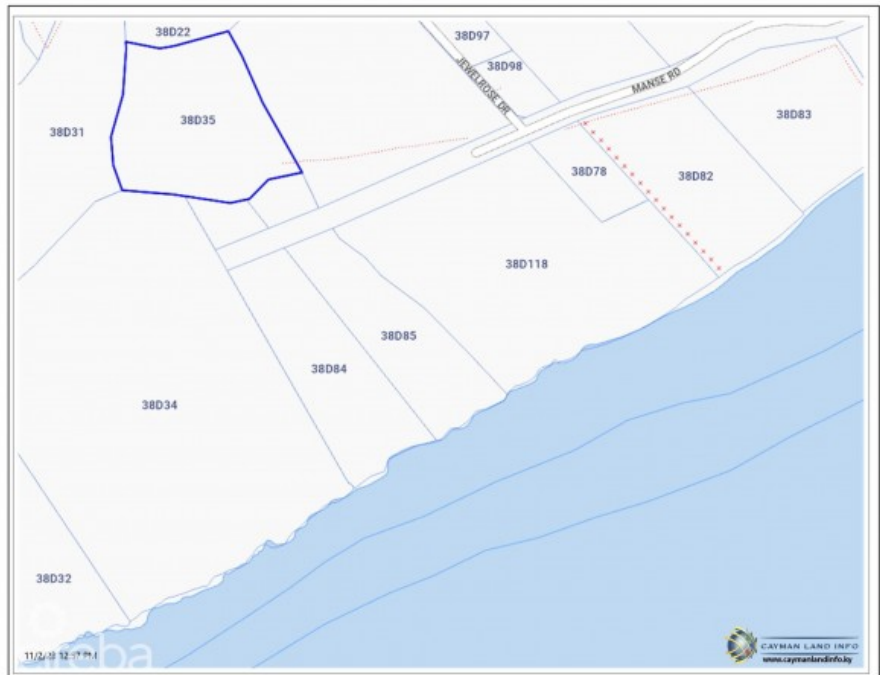 38D22
38D97
38D98
JEWELROSE DR
MANSE RD
38D83
38D35
38D31
38D78
38D82
38D118
38D85
38D84
38D34
38D32
CAYMAN LAND INFO
www.caymanlandinfo.ky